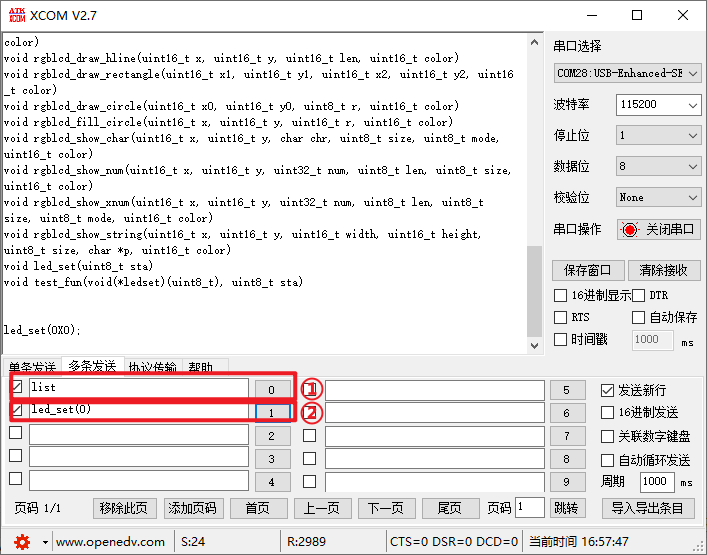 ATK XCOM XCOM V2.7
color)
void rgblcd_draw_hline(uint16_t x, uint16_t y, uint16_t len, uint16_t color)
void rgblcd_draw_rectangle(uint16_t x1, uint16_t y1, uint16_t x2, uint16_t y2, uint16
_t color)
void rgblcd_draw_circle(uint16_t x0, uint16_t y0, uint8_t r, uint16_t color)
void rgblcd_fill_circle(uint16_t x, uint16_t y, uint16_t r, uint16_t color)
void rgblcd_show_char(uint16_t x, uint16_t y, char chr, uint8_t size, uint8_t mode,
uint16_t color)
void rgblcd_show_num(uint16_t x, uint16_t y, uint32_t num, uint8_t len, uint8_t size,
uint16_t color)
void rgblcd_show_xnum(uint16_t x, uint16_t y, uint32_t num, uint8_t len, uint8_t
size, uint8_t mode, uint16_t color)
void rgblcd_show_string(uint16_t x, uint16_t y, uint16_t width, uint16_t height,
uint8_t size, char *p, uint16_t color)
void led_set(uint8_t sta)
void test_fun(void(*ledset)(uint8_t), uint8_t sta)
led_set(0X0);
串口选择
COM28:USB-Enhanced-SE
波特率 115200
停止位 1
数据位 8
校验位 None
串口操作 关闭串口
保存窗口 清除接收
16进制显示 DTR
RTS 自动保存
时间戳 1000 ms
单条发送 多条发送 协议传输 帮助
list 0 ① 5
led_set(0) 1 ② 6
2 7
3 8
4 9
发送新行
16进制发送
关联数字键盘
自动循环发送
周期 1000 ms
页码 1/1 移除此页 添加页码 首页 上一页 下一页 尾页 页码 1 跳转 导入导出条目
www.openedv.com S:24 R:2989 CTS=0 DSR=0 DCD=0 当前时间 16:57:47